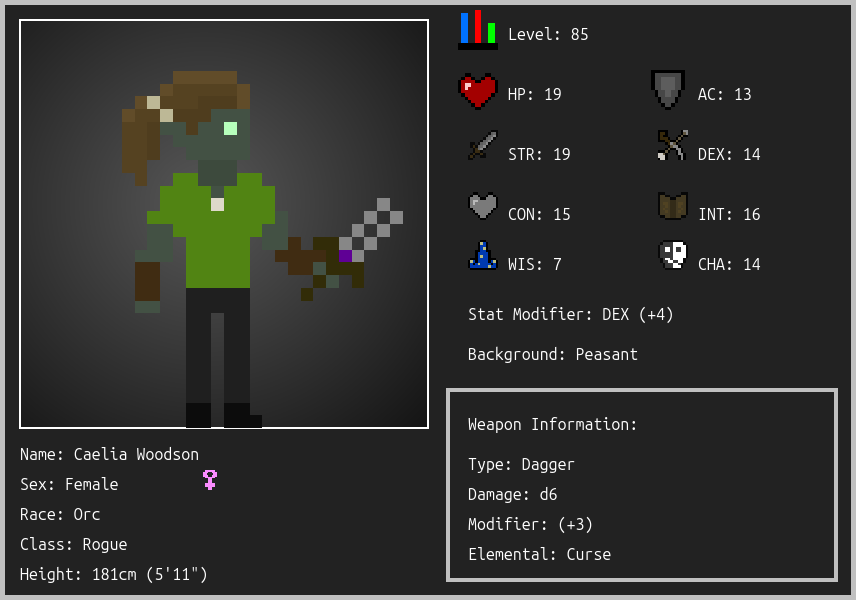 Level: 85
HP: 19 AC: 13
STR: 19 DEX: 14
CON: 15 INT: 16
WIS: 7 CHA: 14
Stat Modifier: DEX (+4)
Background: Peasant
Weapon Information:
Type: Dagger
Damage: d6
Modifier: (+3)
Elemental: Curse
Name: Caelia Woodson
Sex: Female
Race: Orc
Class: Rogue
Height: 181cm (5'11")